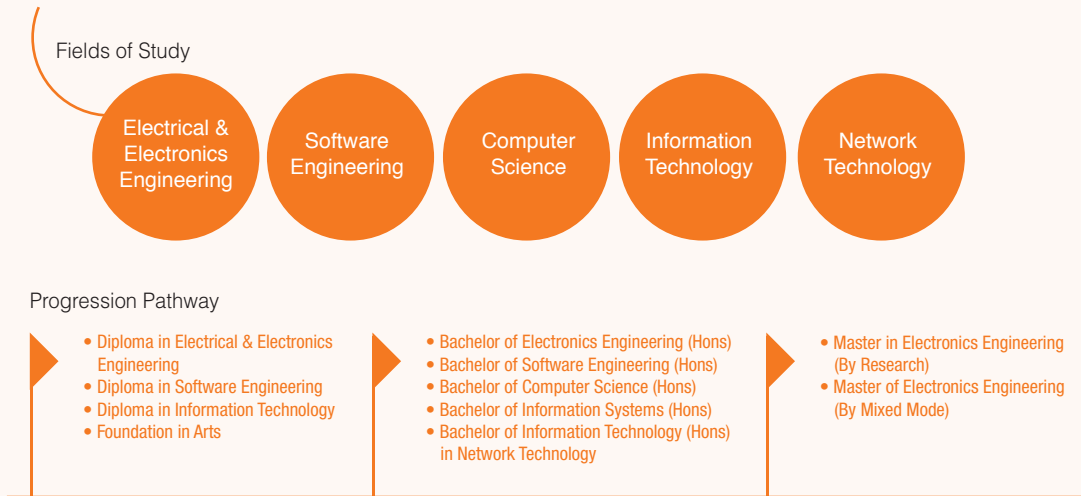 Fields of Study
Electrical &
Electronics
Engineering
Software
Engineering
Computer
Science
Information
Technology
Network
Technology
Progression Pathway
• Diploma in Electrical & Electronics
Engineering
• Diploma in Software Engineering
• Diploma in Information Technology
• Foundation in Arts
• Bachelor of Electronics Engineering (Hons)
• Bachelor of Software Engineering (Hons)
• Bachelor of Computer Science (Hons)
• Bachelor of Information Systems (Hons)
• Bachelor of Information Technology (Hons)
in Network Technology
• Master in Electronics Engineering
(By Research)
• Master of Electronics Engineering
(By Mixed Mode)